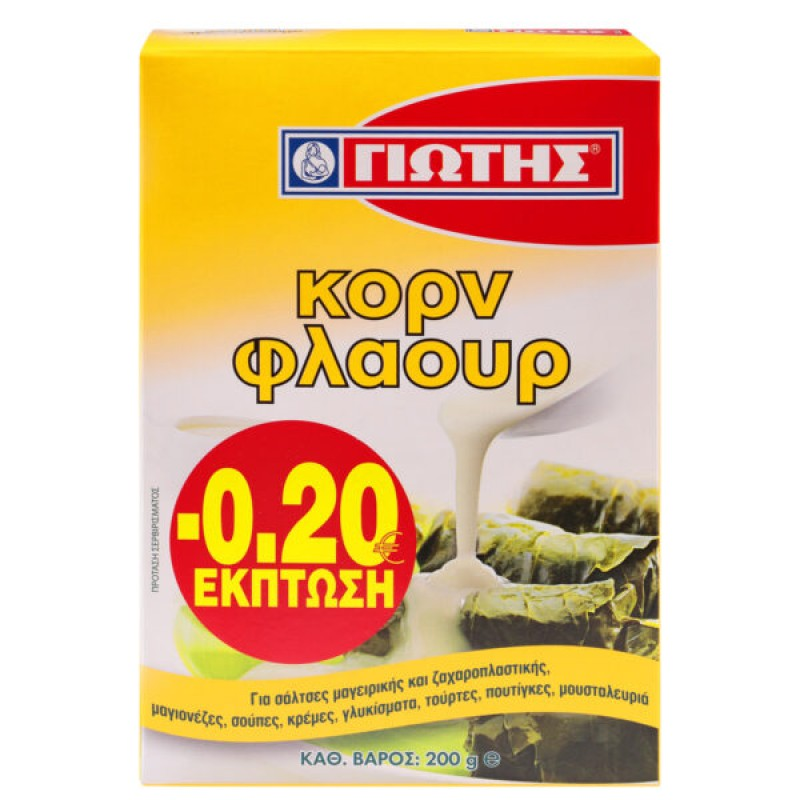 ΓΙΩΤΗΣ®
κορν
φλαουρ
-0.20€
ΕΚΠΤΩΣΗ
ΠΡΟΤΑΣΗ ΣΕΡΒΙΡΙΣΜΑΤΟΣ
Για σάλτσες μαγειρικής και ζαχαροπλαστικής,
μαγιονέζες, σούπες, κρέμες, γλυκίσματα, τούρτες, πουτίγκες, μουσταλευριά
ΚΑΘ. ΒΑΡΟΣ: 200 g ℮